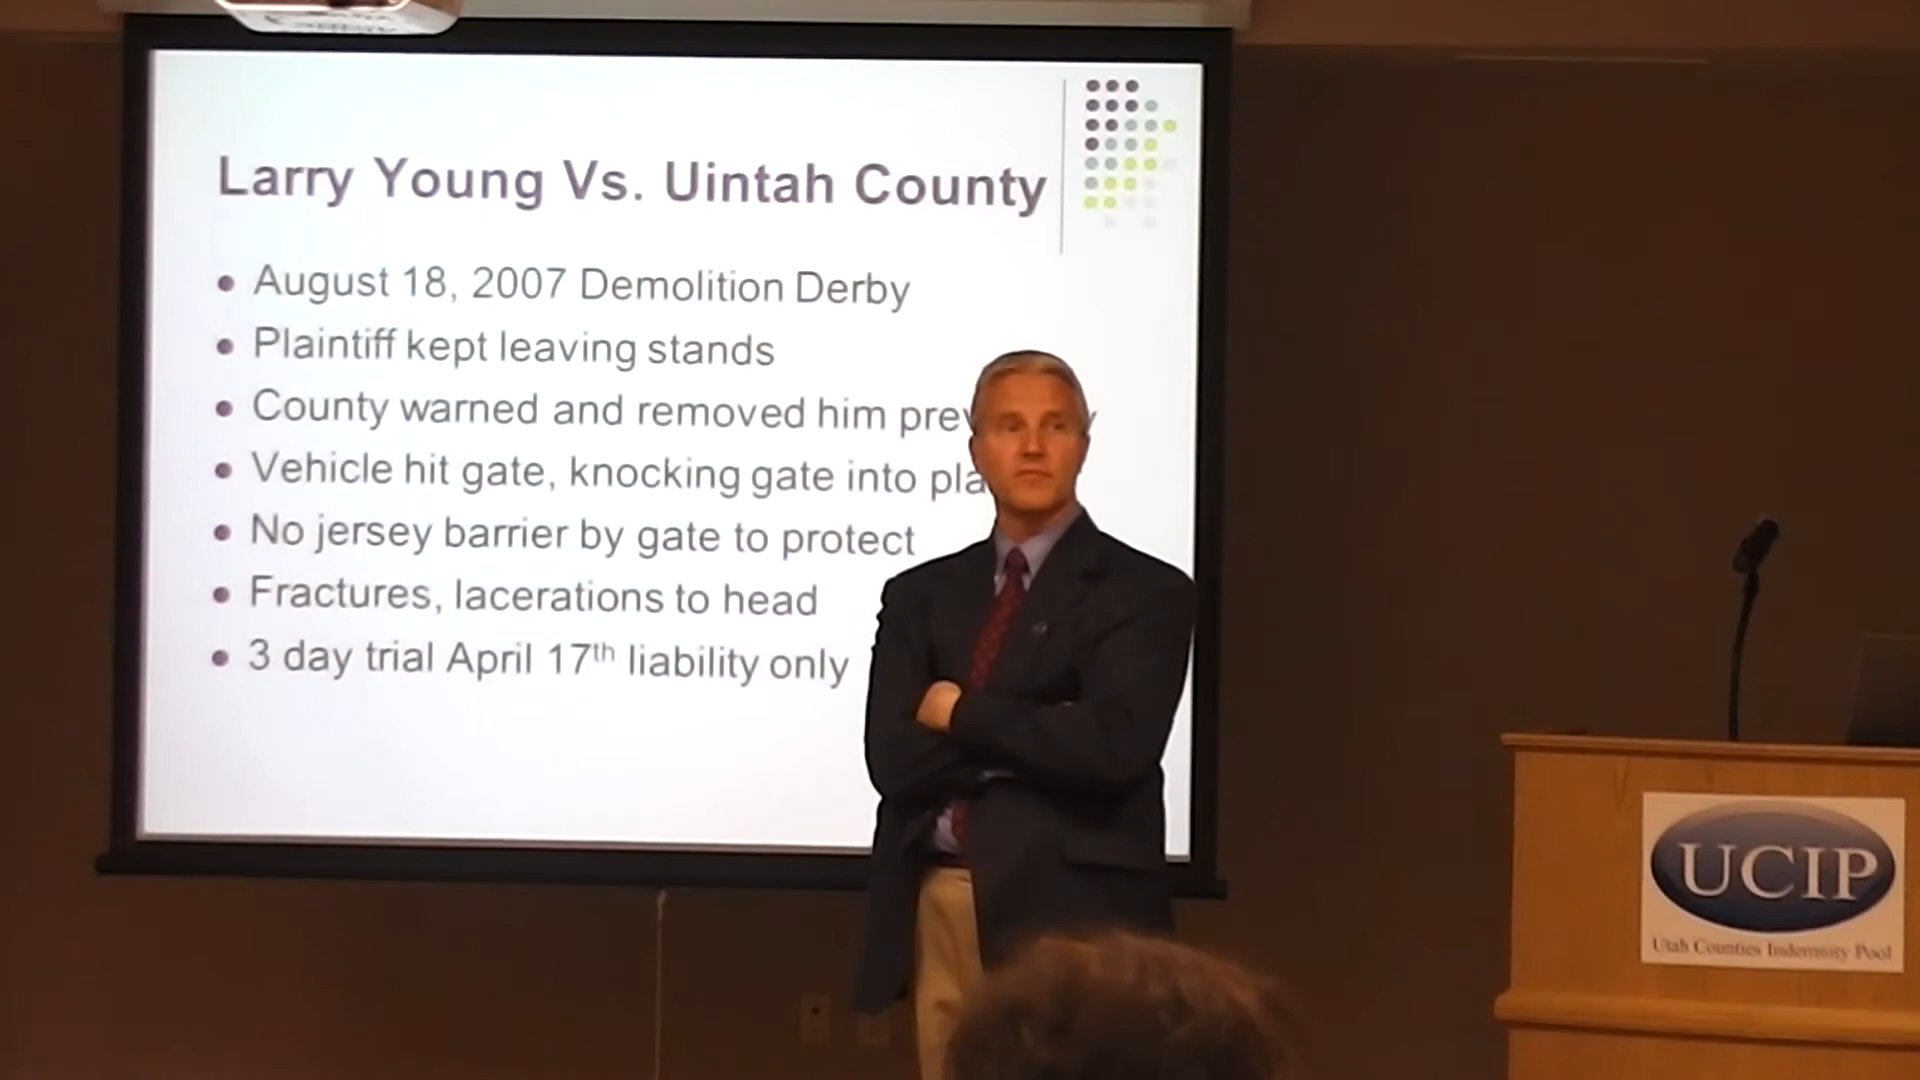 Larry Young Vs. Uintah County
August 18, 2007 Demolition Derby
Plaintiff kept leaving stands
County warned and removed him
Vehicle hit gate, knocking gate into
No jersey barrier by gate to protect
Fractures, lacerations to head
3 day trial April 17th liability only
UCIP
Utah Counties Indemnity Pool